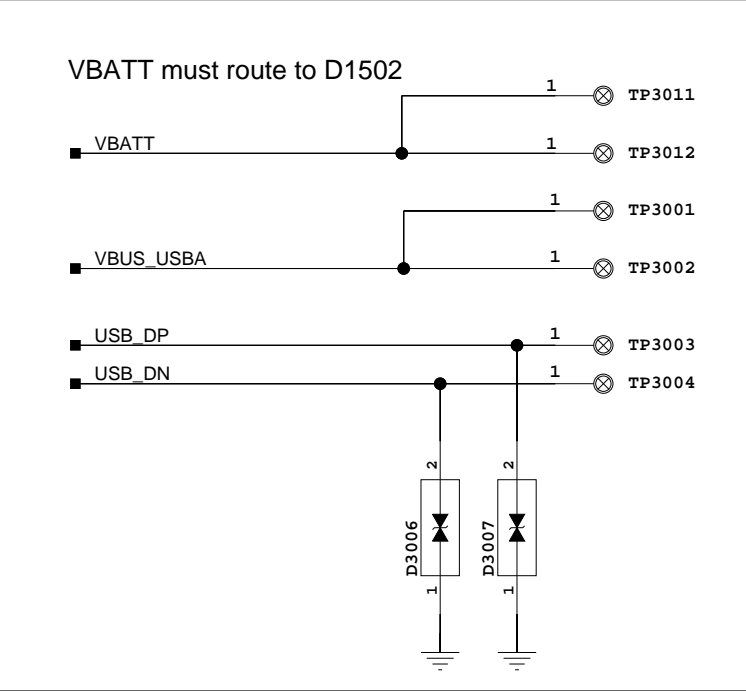 VBATT must route to D1502
1 TP3011
VBATT 1 TP3012
1 TP3001
VBUS_USBA 1 TP3002
USB_DP 1 TP3003
USB_DN 1 TP3004
2 2
D3006 D3007
1 1